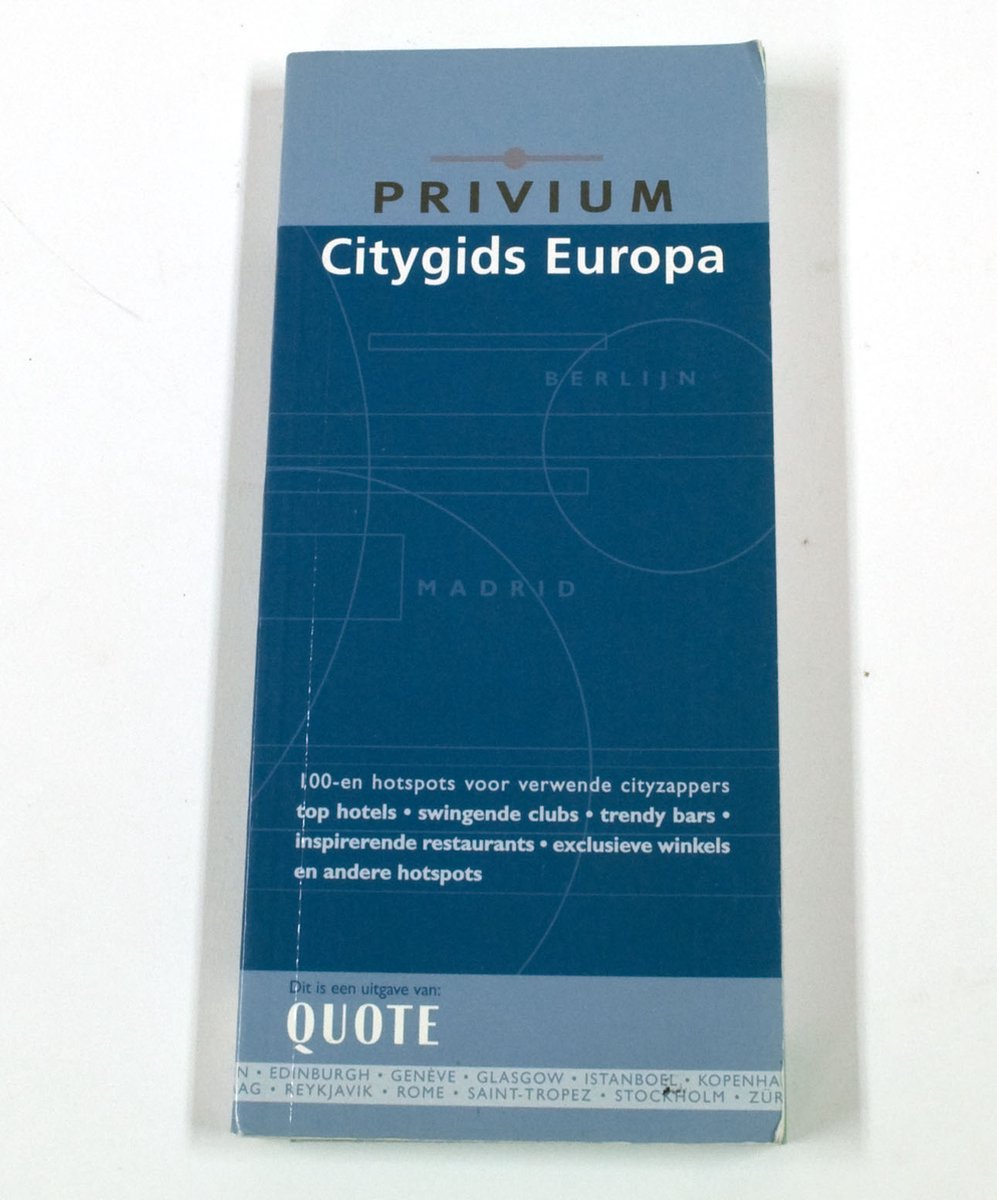 PRIVIUM
Citygids Europa
BERLIJN
MADRID
100-en hotspots voor verwende cityzappers
top hotels • swingende clubs • trendy bars •
inspirerende restaurants • exclusieve winkels
en andere hotspots
Dit is een uitgave van:
QUOTE
N • EDINBURGH • GENÈVE • GLASGOW • ISTANBOEL • KOPENHA
AG • REYKJAVIK • ROME • SAINT-TROPEZ • STOCKHOLM • ZÜR